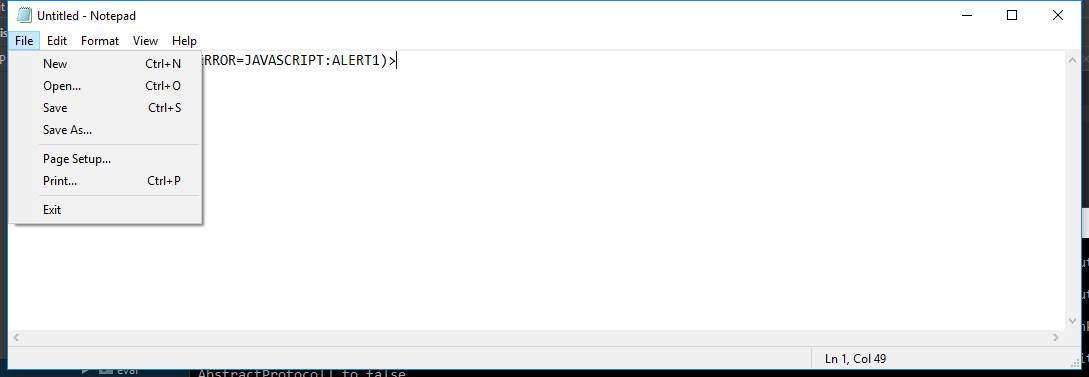 Untitled - Notepad
File Edit Format View Help
RROR=JAVASCRIPT:ALERT1)>
New Ctrl+N
Open... Ctrl+O
Save Ctrl+S
Save As...
Page Setup...
Print... Ctrl+P
Exit
Ln 1, Col 49
eval
AbstractProtocol] to false